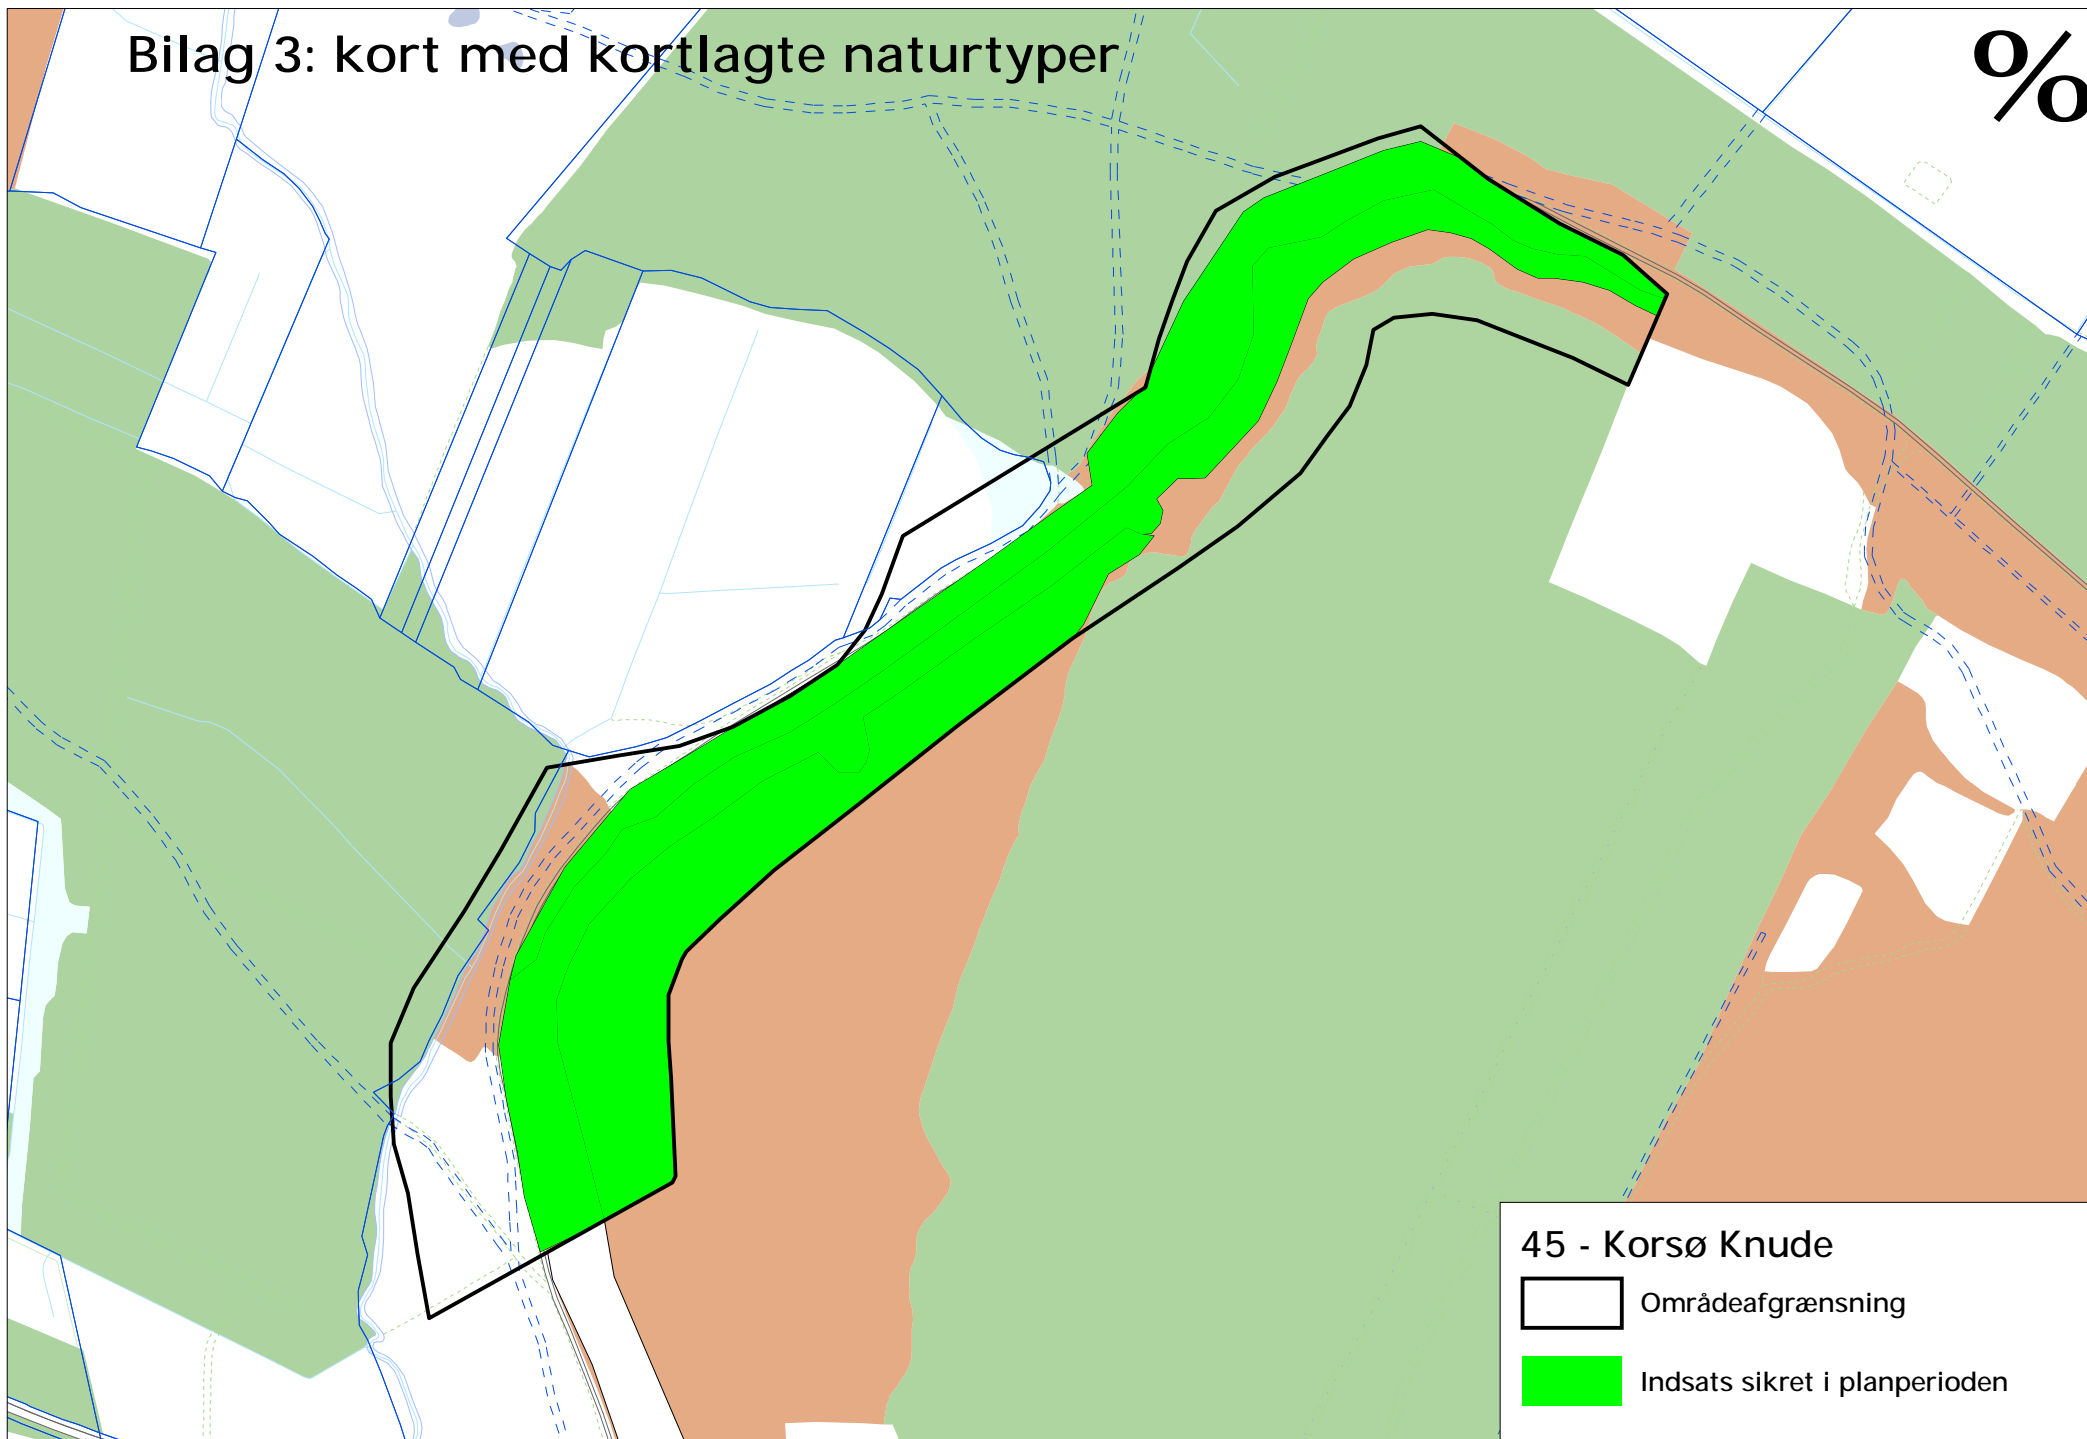 Bilag 3: kort med kortlagte naturtyper
%
45 - Korsø Knude
Områdeafgrænsning
Indsats sikret i planperioden